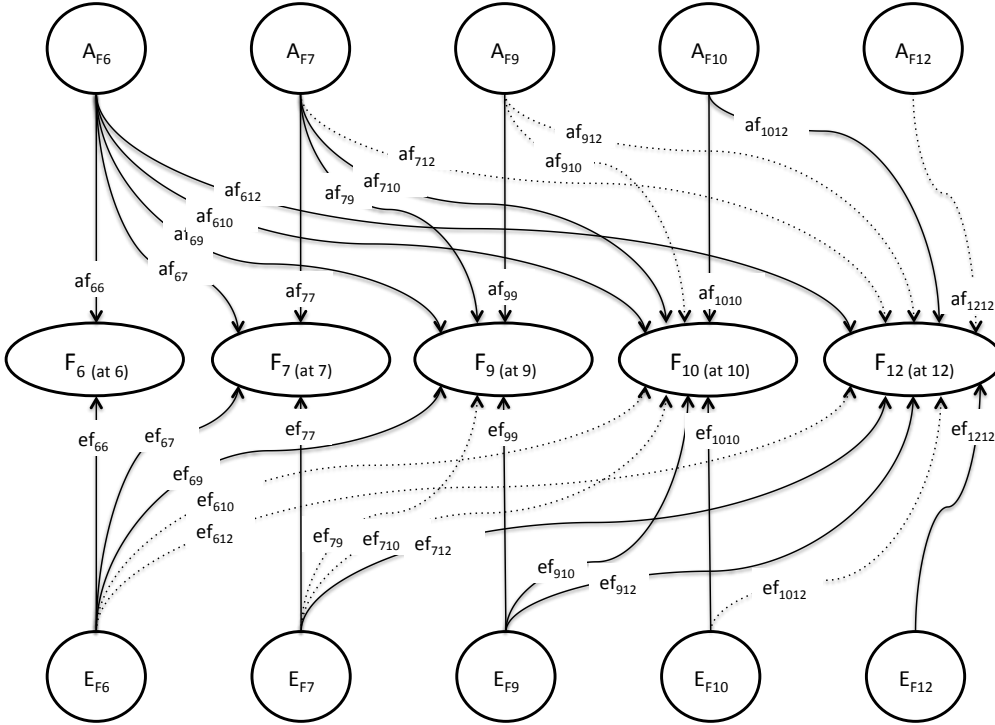 A_F6 A_F7 A_F9 A_F10 A_F12
af_1012
af_912
af_712 af_910
af_612 af_79 af_710
af_610
af_69
af_67
af_66 af_77 af_99 af_1010 af_1212
F_6 (at 6) F_7 (at 7) F_9 (at 9) F_10 (at 10) F_12 (at 12)
ef_66 ef_67 ef_77 ef_99 ef_1010 ef_1212
ef_69
ef_610
ef_612 ef_79 ef_710 ef_712
ef_910
ef_912 ef_1012
E_F6 E_F7 E_F9 E_F10 E_F12